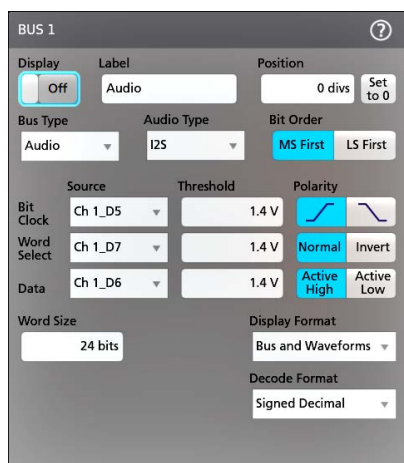 BUS 1 ?
Display Label Position
Off Audio 0 divs Set to 0
Bus Type Audio Type Bit Order
Audio I2S MS First LS First
Source Threshold Polarity
Bit Clock Ch 1_D5 1.4 V
Word Select Ch 1_D7 1.4 V Normal Invert
Data Ch 1_D6 1.4 V Active High Active Low
Word Size Display Format
24 bits Bus and Waveforms
Decode Format
Signed Decimal